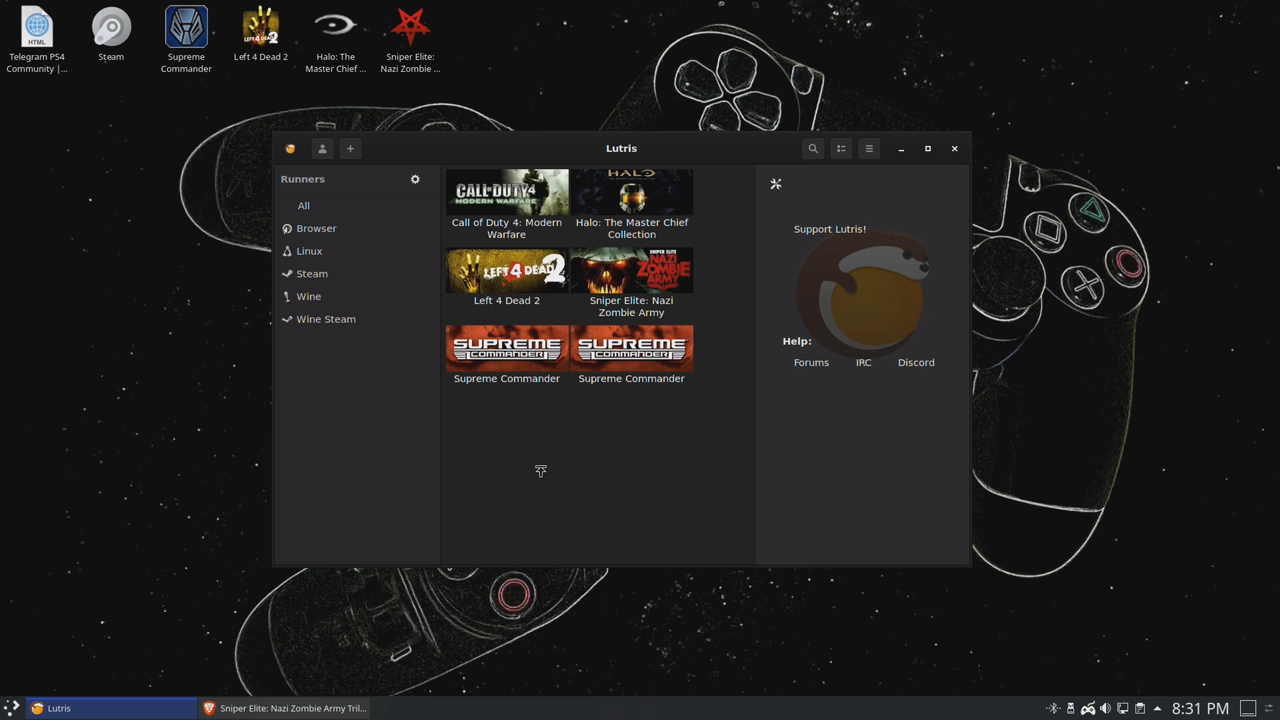 Telegram PS4
Community |...
Steam
Supreme
Commander
Left 4 Dead 2
Halo: The
Master Chief ...
Sniper Elite:
Nazi Zombie ...
HTML
Lutris
Runners
All
Browser
Linux
Steam
Wine
Wine Steam
CALL OF DUTY 4
MODERN WARFARE
HALO
Call of Duty 4: Modern
Warfare
Halo: The Master Chief
Collection
LEFT 4 DEAD 2
SNIPER ELITE
NAZI
ZOMBIE
ARMY
Left 4 Dead 2
Sniper Elite: Nazi
Zombie Army
SUPREME
COMMANDER
SUPREME
COMMANDER
Supreme Commander
Supreme Commander
Support Lutris!
Help:
Forums
IRC
Discord
Lutris
Sniper Elite: Nazi Zombie Army Tril...
8:31 PM